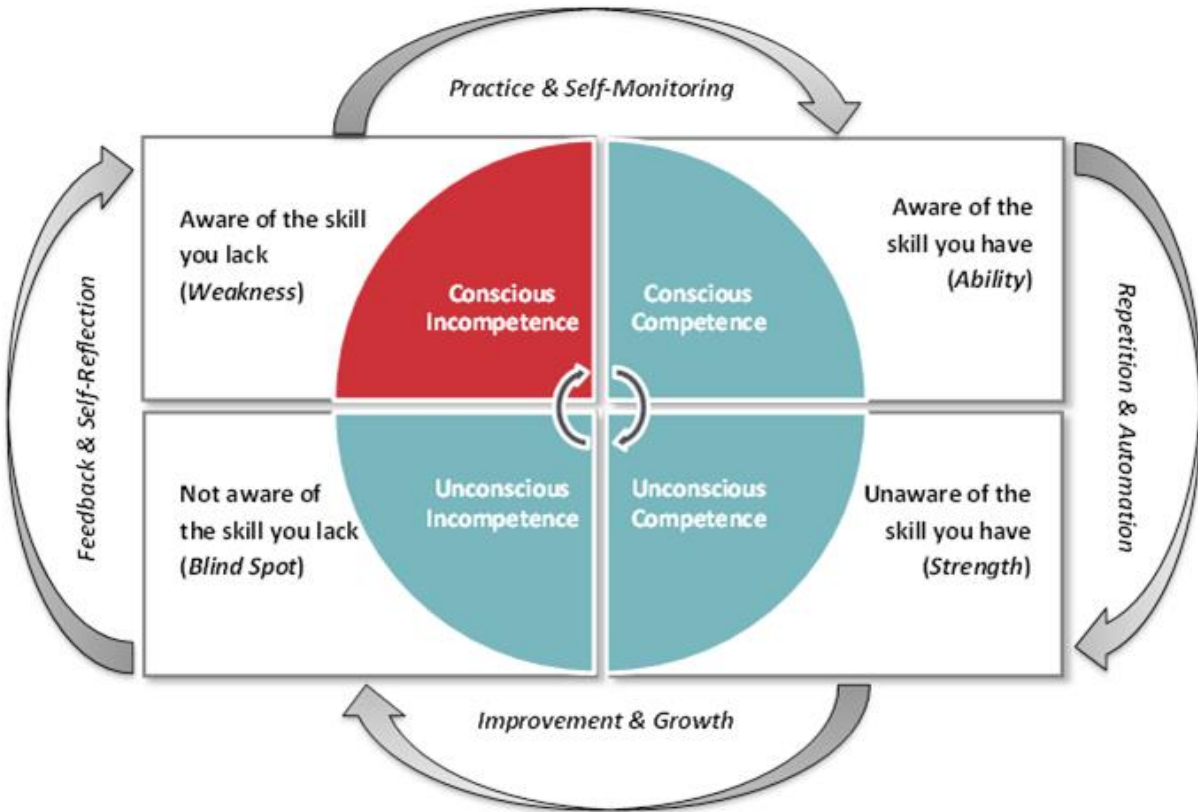 Practice & Self-Monitoring
Aware of the skill
you lack
(Weakness)
Conscious
Incompetence
Conscious
Competence
Aware of the
skill you have
(Ability)
Feedback & Self-Reflection
Repetition & Automation
Not aware of
the skill you lack
(Blind Spot)
Unconscious
Incompetence
Unconscious
Competence
Unaware of the
skill you have
(Strength)
Improvement & Growth